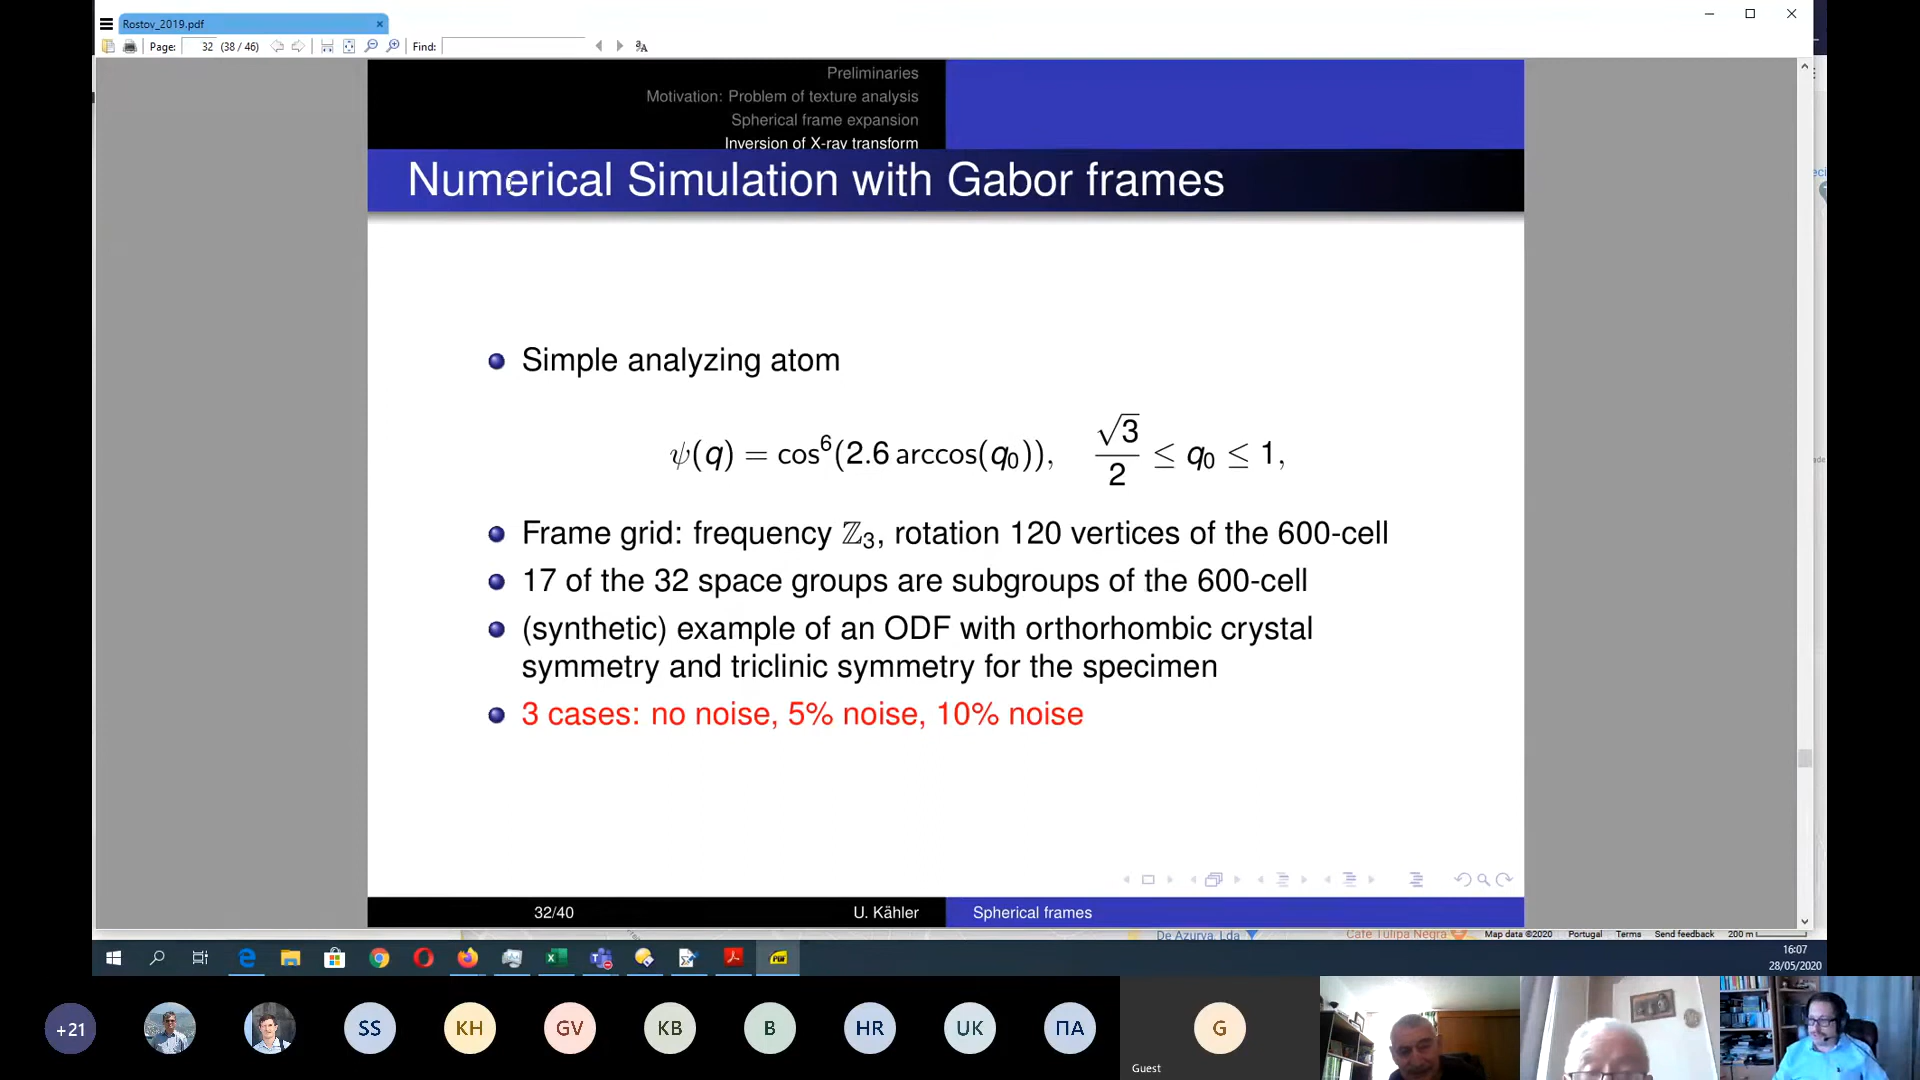 Rostov_2019.pdf
Page: 32 (38 / 46) Find:
Preliminaries
Motivation: Problem of texture analysis
Spherical frame expansion
Inversion of X-ray transform
Numerical Simulation with Gabor frames
Simple analyzing atom
ψ(q) = cos⁶(2.6 arccos(q₀)), √3/2 ≤ q₀ ≤ 1,
Frame grid: frequency ℤ₃, rotation 120 vertices of the 600-cell
17 of the 32 space groups are subgroups of the 600-cell
(synthetic) example of an ODF with orthorhombic crystal
symmetry and triclinic symmetry for the specimen
3 cases: no noise, 5% noise, 10% noise
32/40 U. Kähler Spherical frames
De Azurva, Lda Café Tulipa Negra Map data ©2020 Portugal Terms Send feedback 200 m
16:07
28/05/2020
+21 SS KH GV KB B HR UK ПА G
Guest